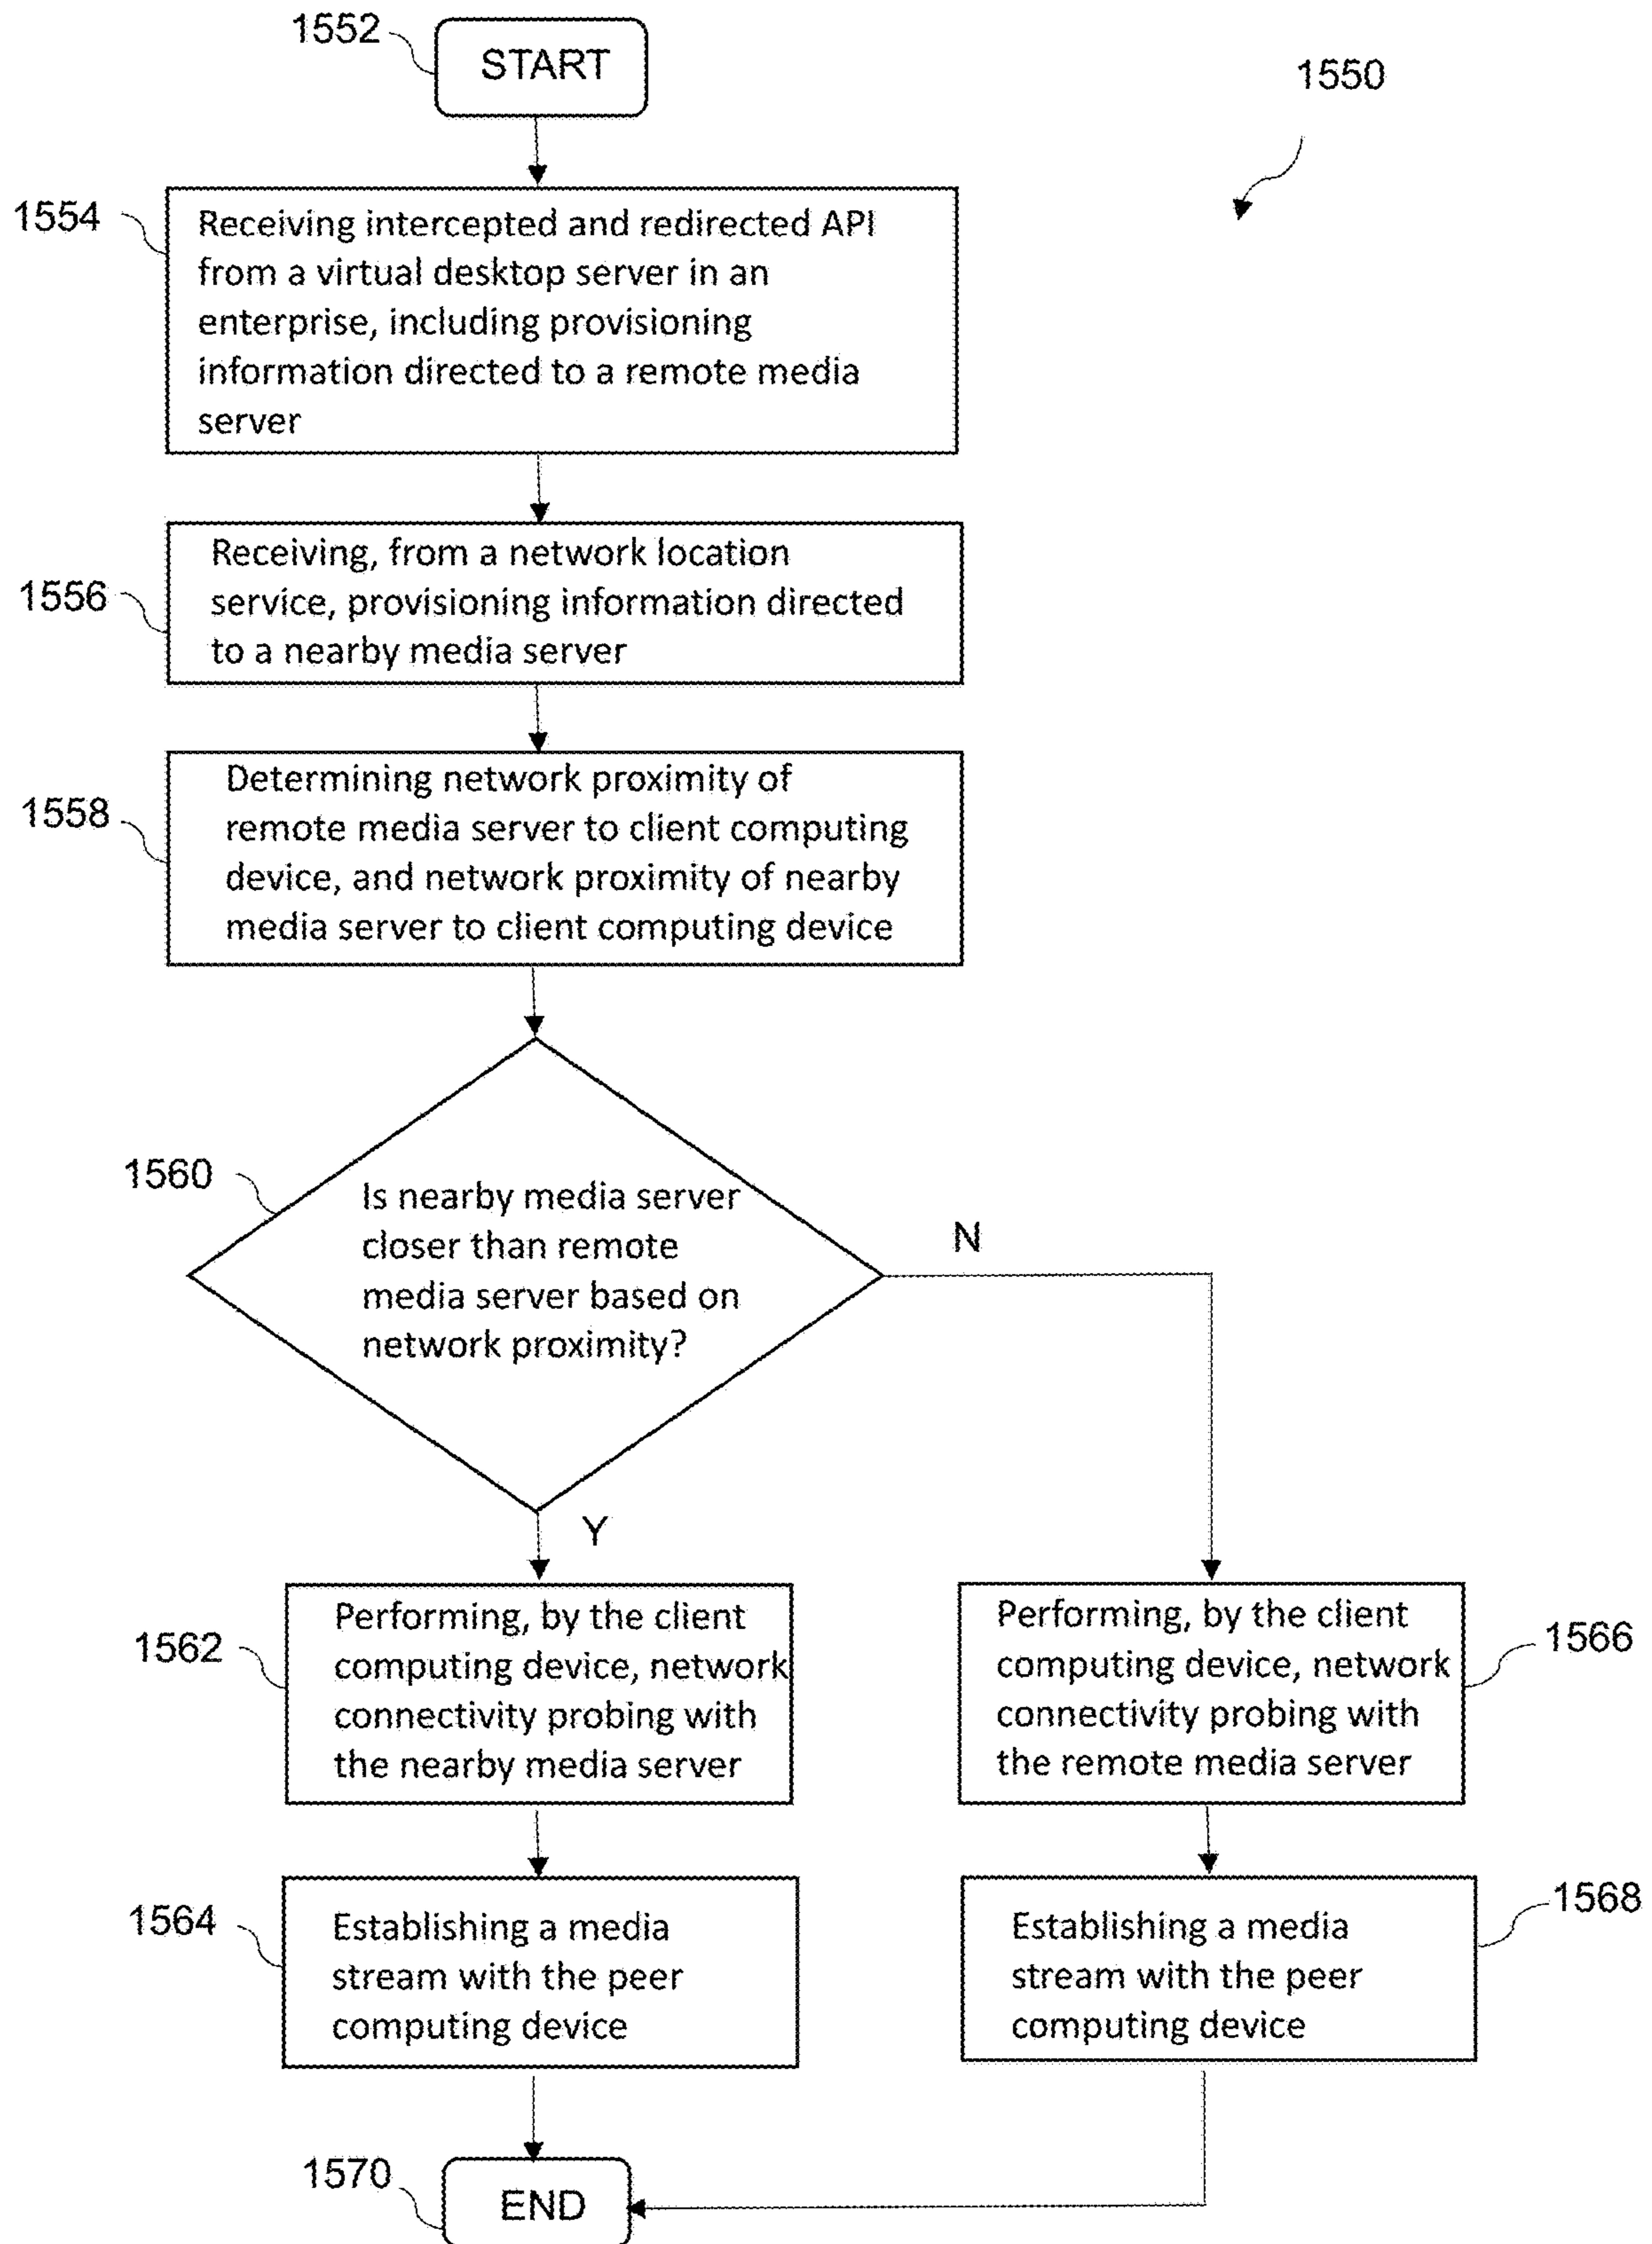 1552
START
1550
1554
Receiving intercepted and redirected API
from a virtual desktop server in an
enterprise, including provisioning
information directed to a remote media
server
1556
Receiving, from a network location
service, provisioning information directed
to a nearby media server
1558
Determining network proximity of
remote media server to client computing
device, and network proximity of nearby
media server to client computing device
1560
Is nearby media server
closer than remote
media server based on
network proximity?
N
Y
1562
Performing, by the client
computing device, network
connectivity probing with
the nearby media server
1566
Performing, by the client
computing device, network
connectivity probing with
the remote media server
1564
Establishing a media
stream with the peer
computing device
1568
Establishing a media
stream with the peer
computing device
1570
END